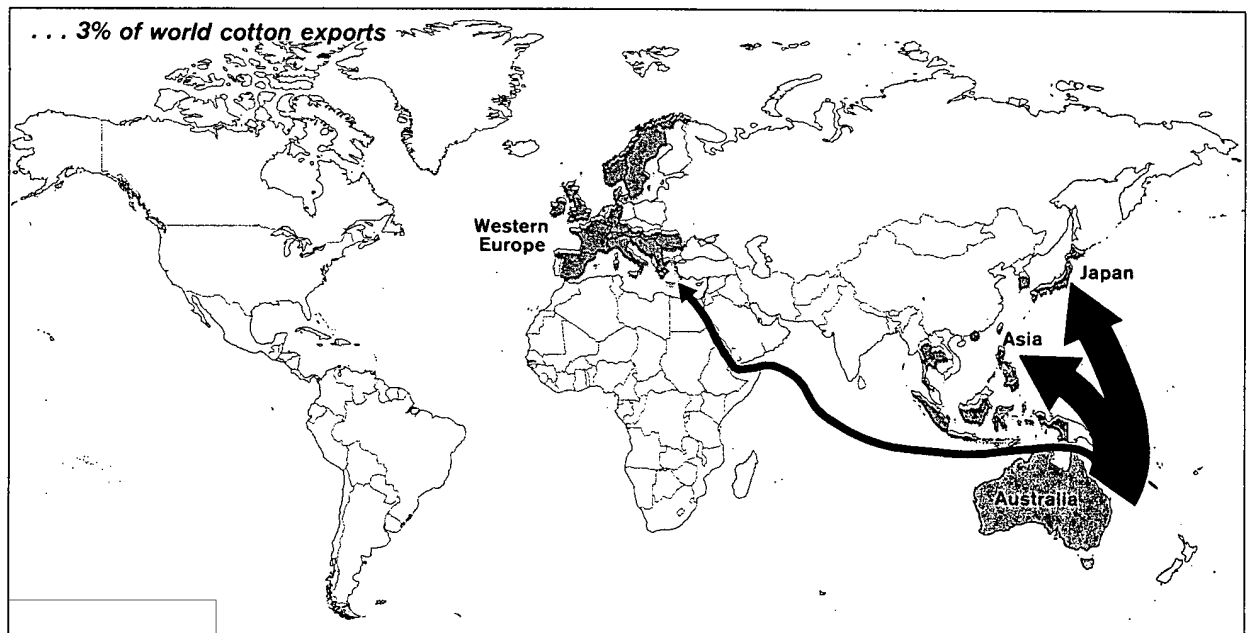 . . . 3% of world cotton exports
Western
Europe
Japan
Asia
Australia